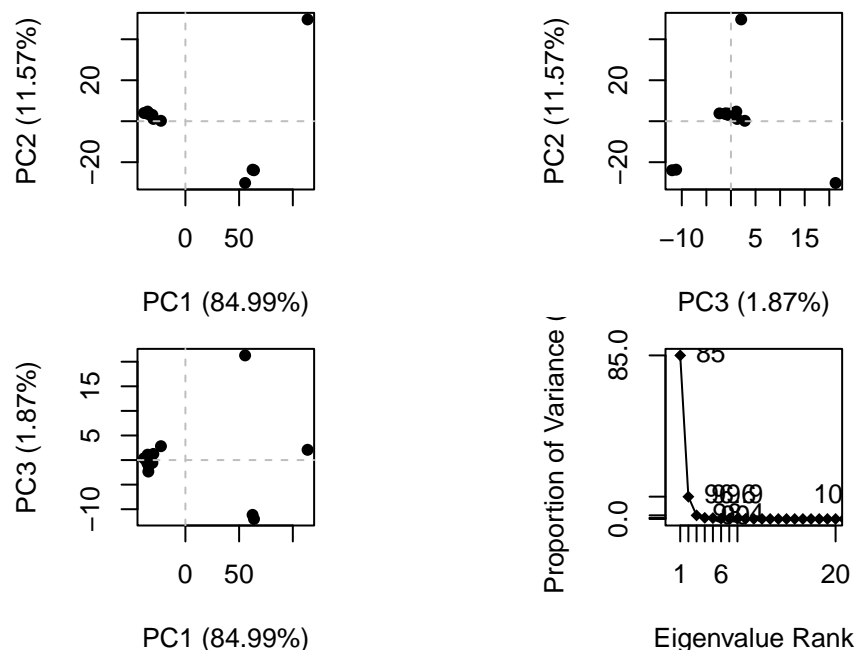 PC2 (11.57%)
20
−20
0 50
PC1 (84.99%)
PC2 (11.57%)
20
−20
−10 5 15
PC3 (1.87%)
PC3 (1.87%)
15
5
−10
0 50
PC1 (84.99%)
Proportion of Variance (
85.0
0.0
85
10
1 6 20
Eigenvalue Rank